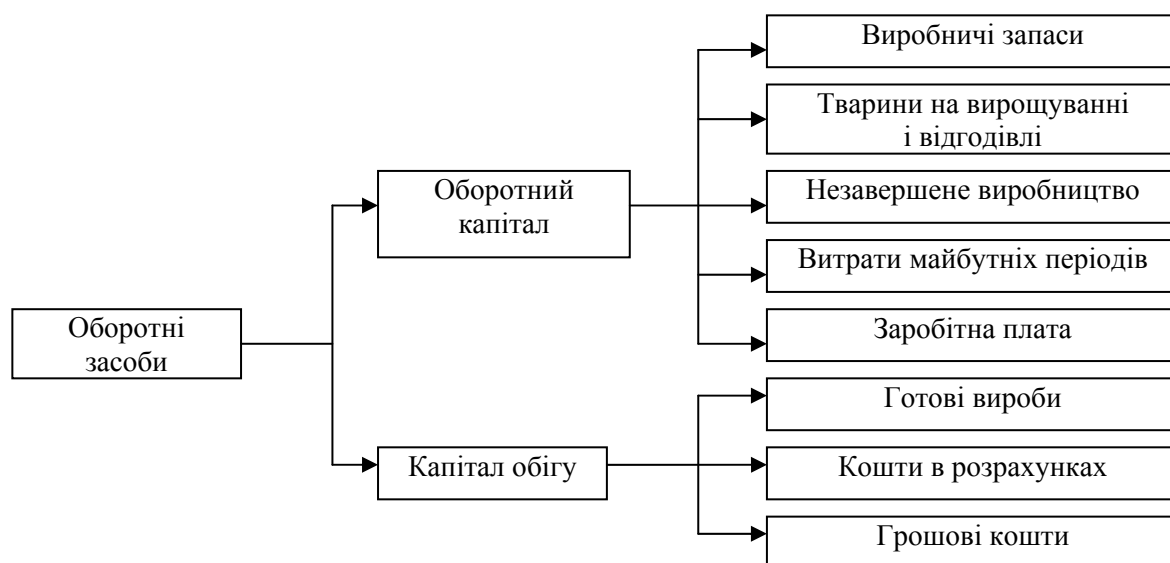 Оборотні
засоби
Оборотний
капітал
Капітал обігу
Виробничі запаси
Тварини на вирощуванні
і відгодівлі
Незавершене виробництво
Витрати майбутніх періодів
Заробітна плата
Готові вироби
Кошти в розрахунках
Грошові кошти